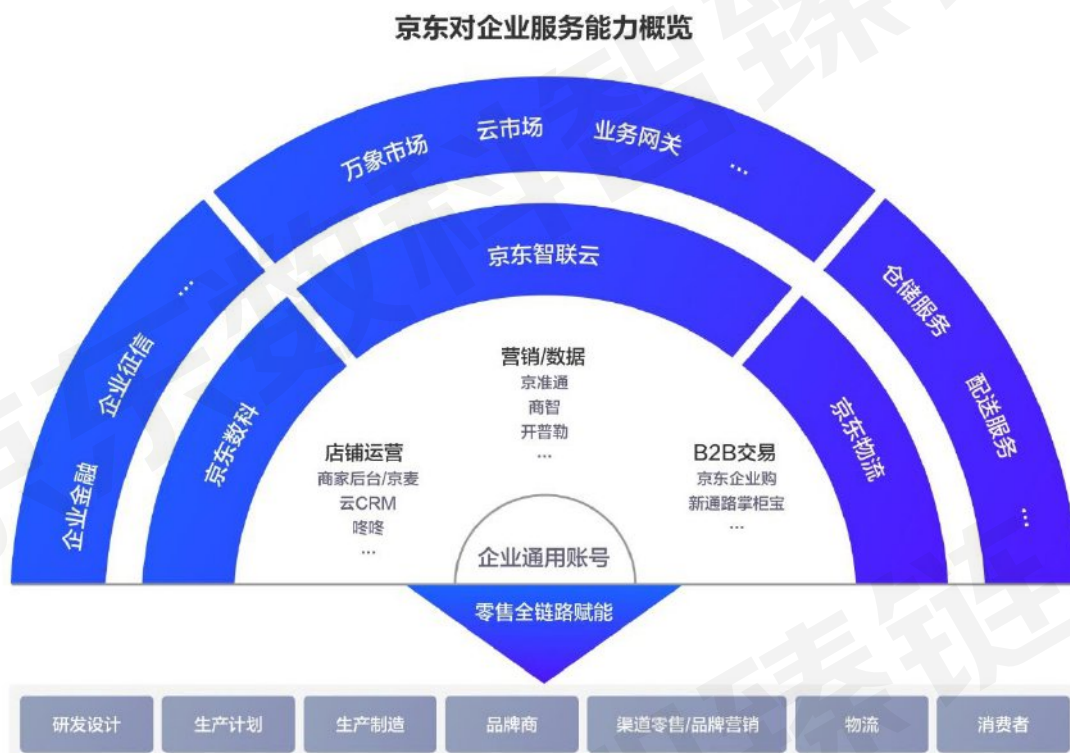 京东对企业服务能力概览
万象市场
云市场
业务网关
...
企业金融
企业征信
...
仓储服务
配送服务
...
京东数科
京东智联云
京东物流
营销/数据
京准通
商智
开普勒
...
店铺运营
商家后台/京麦
云CRM
咚咚
...
B2B交易
京东企业购
新通路掌柜宝
...
企业通用账号
零售全链路赋能
研发设计
生产计划
生产制造
品牌商
渠道零售/品牌营销
物流
消费者
京东数科智臻链